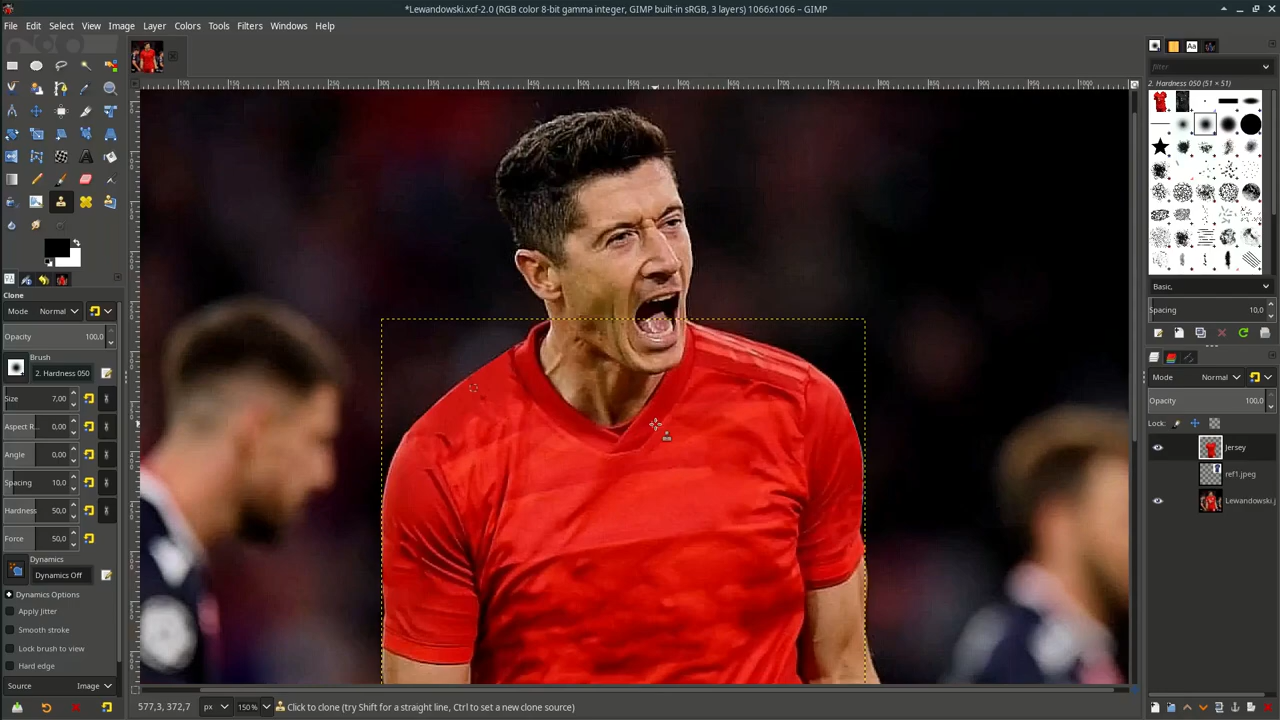 *Lewandowski.xcf-2.0 (RGB color 8-bit gamma integer, GIMP built-in sRGB, 3 layers) 1066x1066 – GIMP
File Edit Select View Image Layer Colors Tools Filters Windows Help
filter
2. Hardness 050 (51 × 51)
Basic,
Spacing 10,0
Mode Normal
Opacity 100,0
Lock:
Jersey
ref1.jpeg
Lewandowski.j
Clone
Mode Normal
Opacity 100,0
Brush
2. Hardness 050
Size 7,00
Aspect R... 0,00
Angle 0,00
Spacing 10,0
Hardness 50,0
Force 50,0
Dynamics
Dynamics Off
Dynamics Options
Apply Jitter
Smooth stroke
Lock brush to view
Hard edge
Source Image
577,3, 372,7 px 150% Click to clone (try Shift for a straight line, Ctrl to set a new clone source)